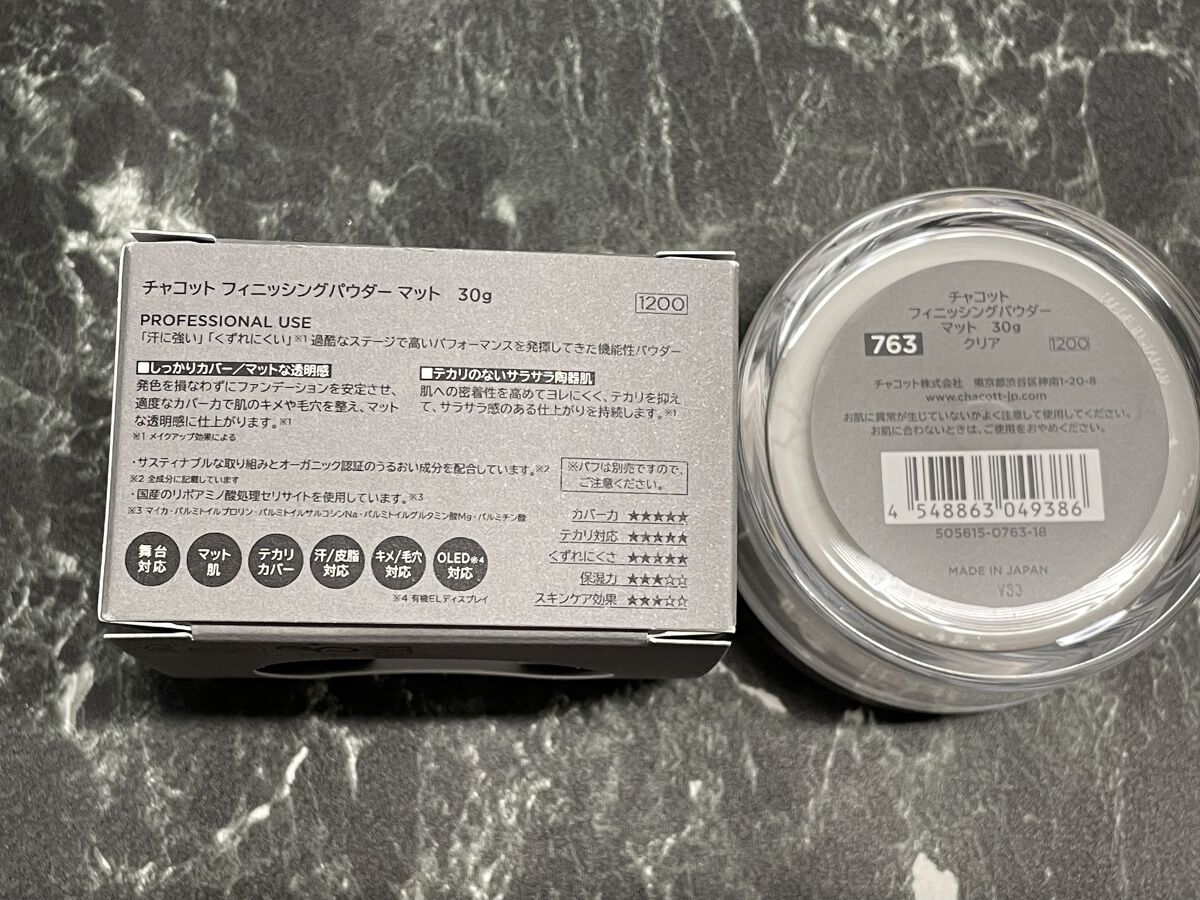 チャコット フィニッシングパウダー マット 30g
1200
PROFESSIONAL USE
「汗に強い」「くずれにくい」※1 過酷なステージで高いパフォーマンスを発揮してきた機能性パウダー
■しっかりカバー/マットな透明感
発色を損なわずにファンデーションを安定させ、
適度なカバー力で肌のキメや毛穴を整え、マット
な透明感に仕上がります。※1
※1 メイクアップ効果による
■テカリのないサラサラ陶器肌
肌への密着性を高めてヨレにくく、テカリを抑え
て、サラサラ感のある仕上がりを持続します。※1
・サスティナブルな取り組みとオーガニック認証のうるおい成分を配合しています。※2
※2 全成分に記載しています
・国産のリポアミノ酸処理セリサイトを使用しています。※3
※3 マイカ・パルミトイルプロリン・パルミトイルサルコシンNa・パルミトイルグルタミン酸Mg・パルミチン酸
※パフは別売ですので、
ご注意ください。
カバー力 ★★★★★
テカリ対応 ★★★★★
くずれにくさ ★★★★★
保湿力 ★★★☆☆
スキンケア効果 ★★★☆☆
舞台
対応
マット
肌
テカリ
カバー
汗/皮脂
対応
キメ/毛穴
対応
OLED※4
対応
※4 有機ELディスプレイ
チャコット
フィニッシングパウダー
マット 30g
763 クリア 1200
チャコット株式会社 東京都渋谷区神南1-20-8
www.chacott-jp.com
お肌に異常が生じていないかよく注意して使用してください。
お肌に合わないときは、ご使用をおやめください。
4 548863 049386
505615-0763-18
MADE IN JAPAN
VS3